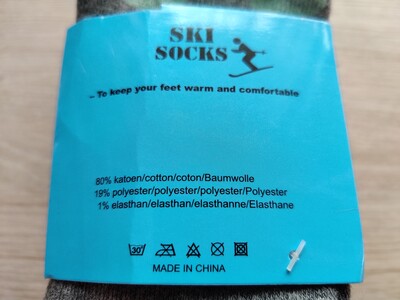 SKI
SOCKS
~ To keep your feet warm and comfortable
80% katoen/cotton/coton/Baumwolle
19% polyester/polyester/polyester/Polyester
1% elasthan/elasthan/elasthanne/Elasthane
30°
MADE IN CHINA